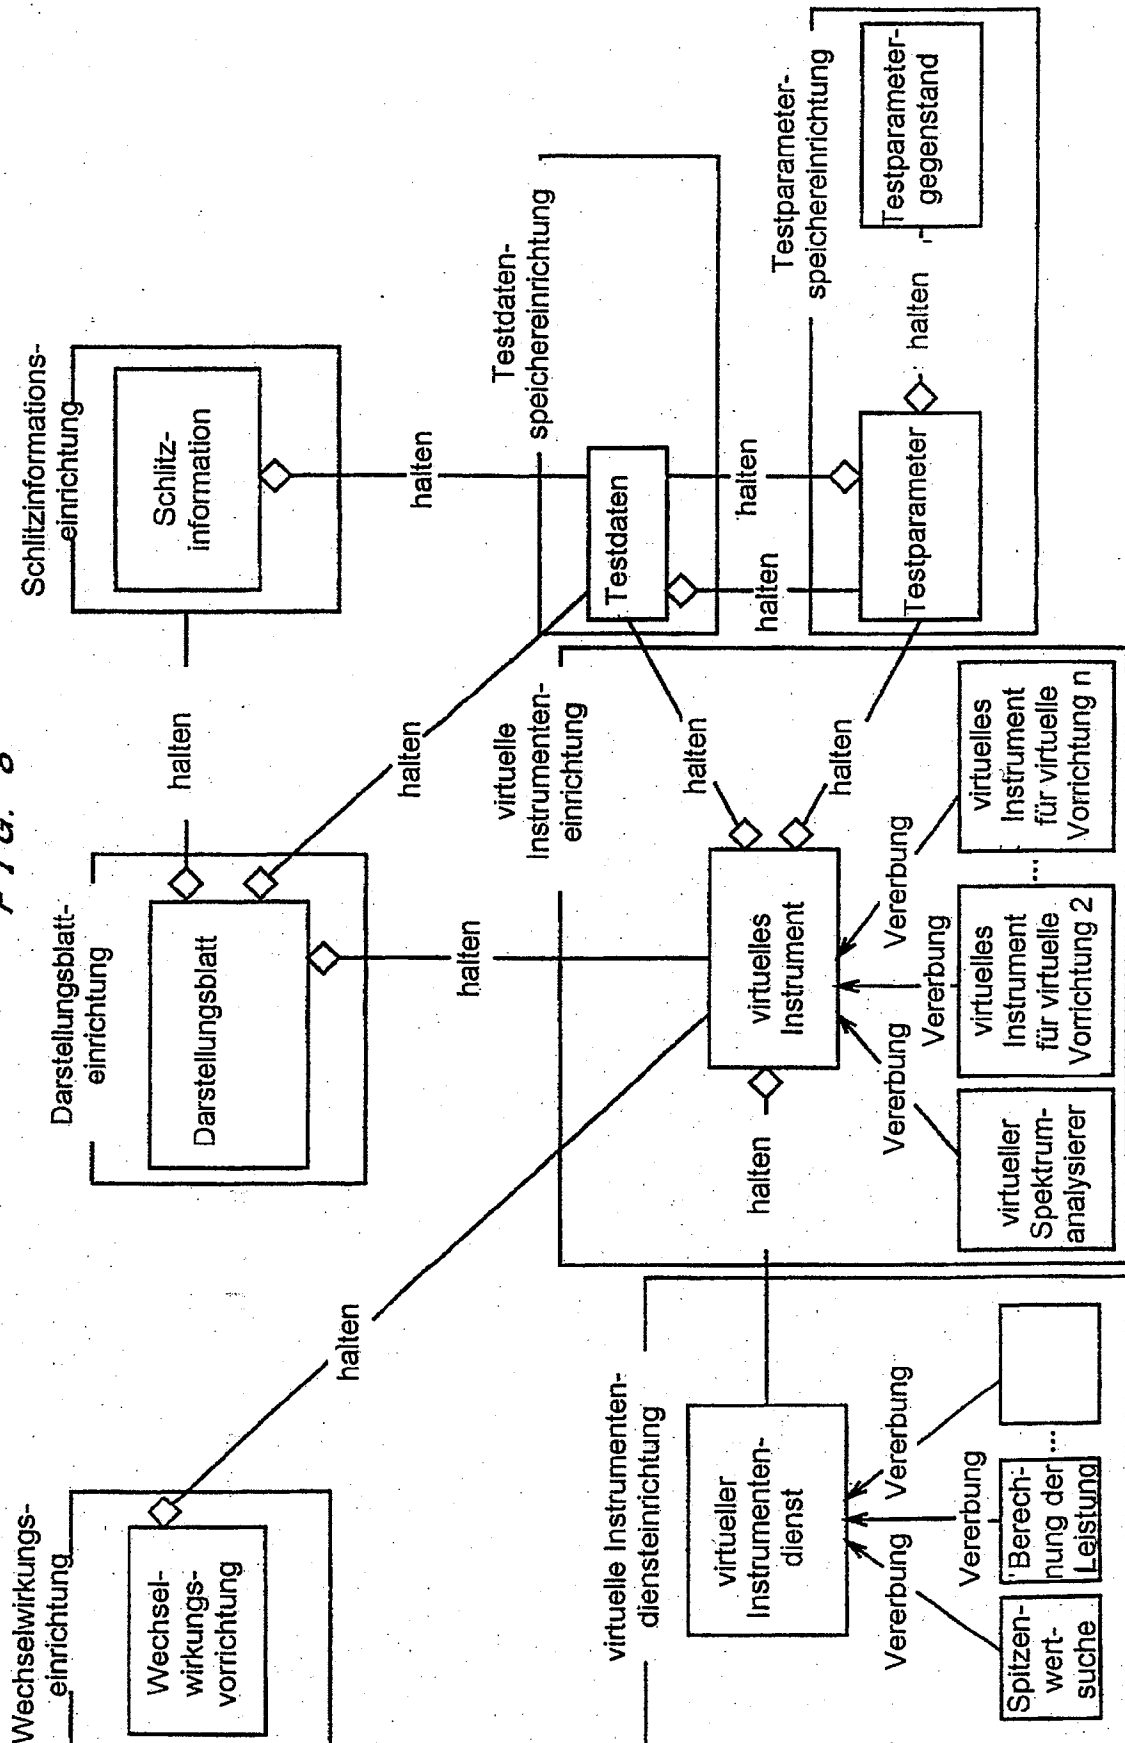 FIG.
Wechselwirkungs-
einrichtung
Wechsel-
wirkungs-
vorrichtung
Darstellungsblatt-
einrichtung
Darstellungsblatt
halten
Schlitzinformations-
einrichtung
Schlitz-
information
halten
halten
halten
halten
Testdaten-
speichereinrichtung
Testdaten
virtuelle
Instrumenten-
einrichtung
halten
halten
halten
halten
virtuelles
Instrument
halten
Vererbung
Vererbung
Vererbung
virtueller
Spektrum-
analysierer
virtuelles
Instrument
für virtuelle
Vorrichtung 2
...
virtuelles
Instrument
für virtuelle
Vorrichtung n
virtuelle Instrumenten-
diensteinrichtung
virtueller
Instrumenten-
dienst
Vererbung
Vererbung
Vererbung
Spitzen-
wert-
suche
Berech-
nung der
Leistung
...
Testparameter-
speichereinrichtung
Testparameter
halten
Testparameter-
gegenstand